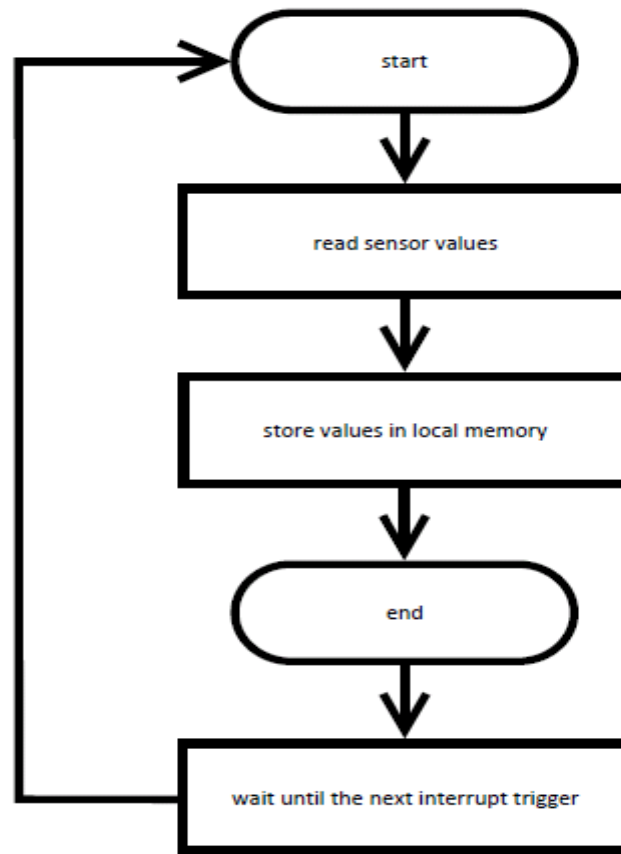 start
read sensor values
store values in local memory
end
wait until the next interrupt trigger